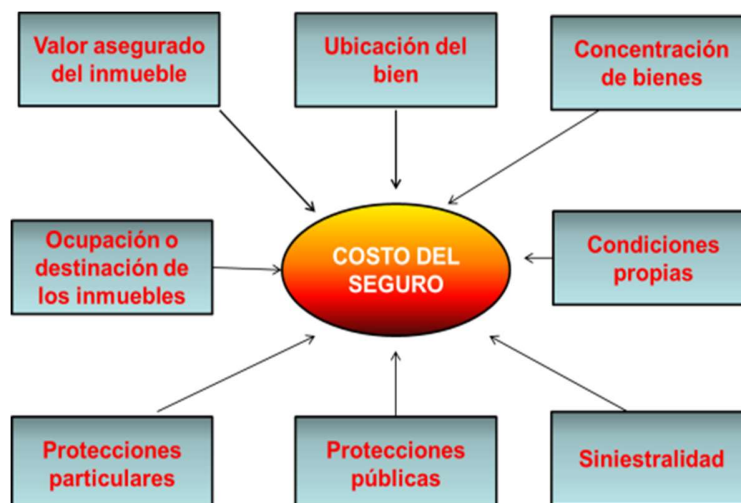 Valor asegurado
del inmueble
Ubicación del
bien
Concentración
de bienes
Ocupación o
destinación de
los inmuebles
COSTO DEL
SEGURO
Condiciones
propias
Protecciones
particulares
Protecciones
públicas
Siniestralidad